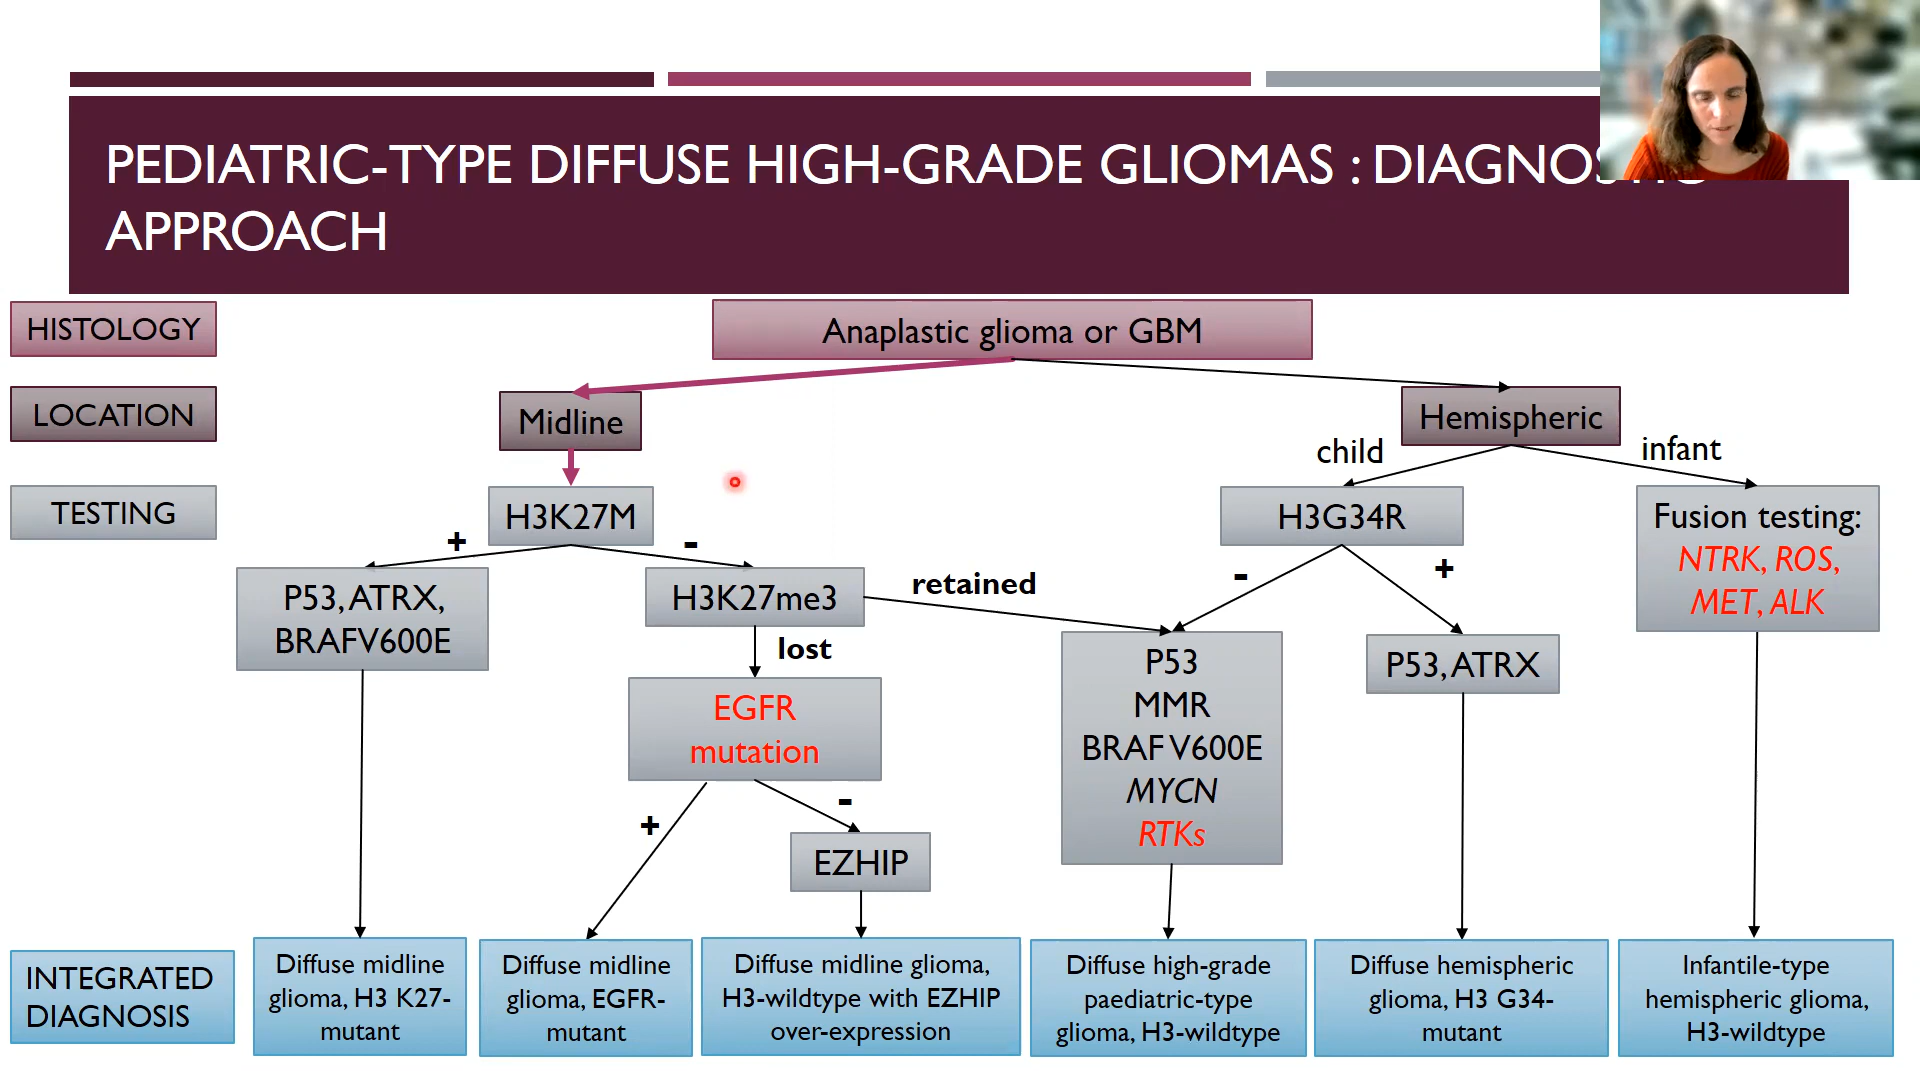 PEDIATRIC-TYPE DIFFUSE HIGH-GRADE GLIOMAS :
APPROACH
HISTOLOGY
Anaplastic glioma or GBM
LOCATION
Midline
Hemispheric
child
infant
TESTING
H3K27M
H3G34R
Fusion testing:
NTRK, ROS,
MET, ALK
+
-
-
+
P53, ATRX,
BRAFV600E
H3K27me3
retained
lost
P53
MMR
BRAF V600E
MYCN
RTKs
P53, ATRX
EGFR
mutation
+
-
EZHIP
INTEGRATED
DIAGNOSIS
Diffuse midline
glioma, H3 K27-
mutant
Diffuse midline
glioma, EGFR-
mutant
Diffuse midline glioma,
H3-wildtype with EZHIP
over-expression
Diffuse high-grade
paediatric-type
glioma, H3-wildtype
Diffuse hemispheric
glioma, H3 G34-
mutant
Infantile-type
hemispheric glioma,
H3-wildtype